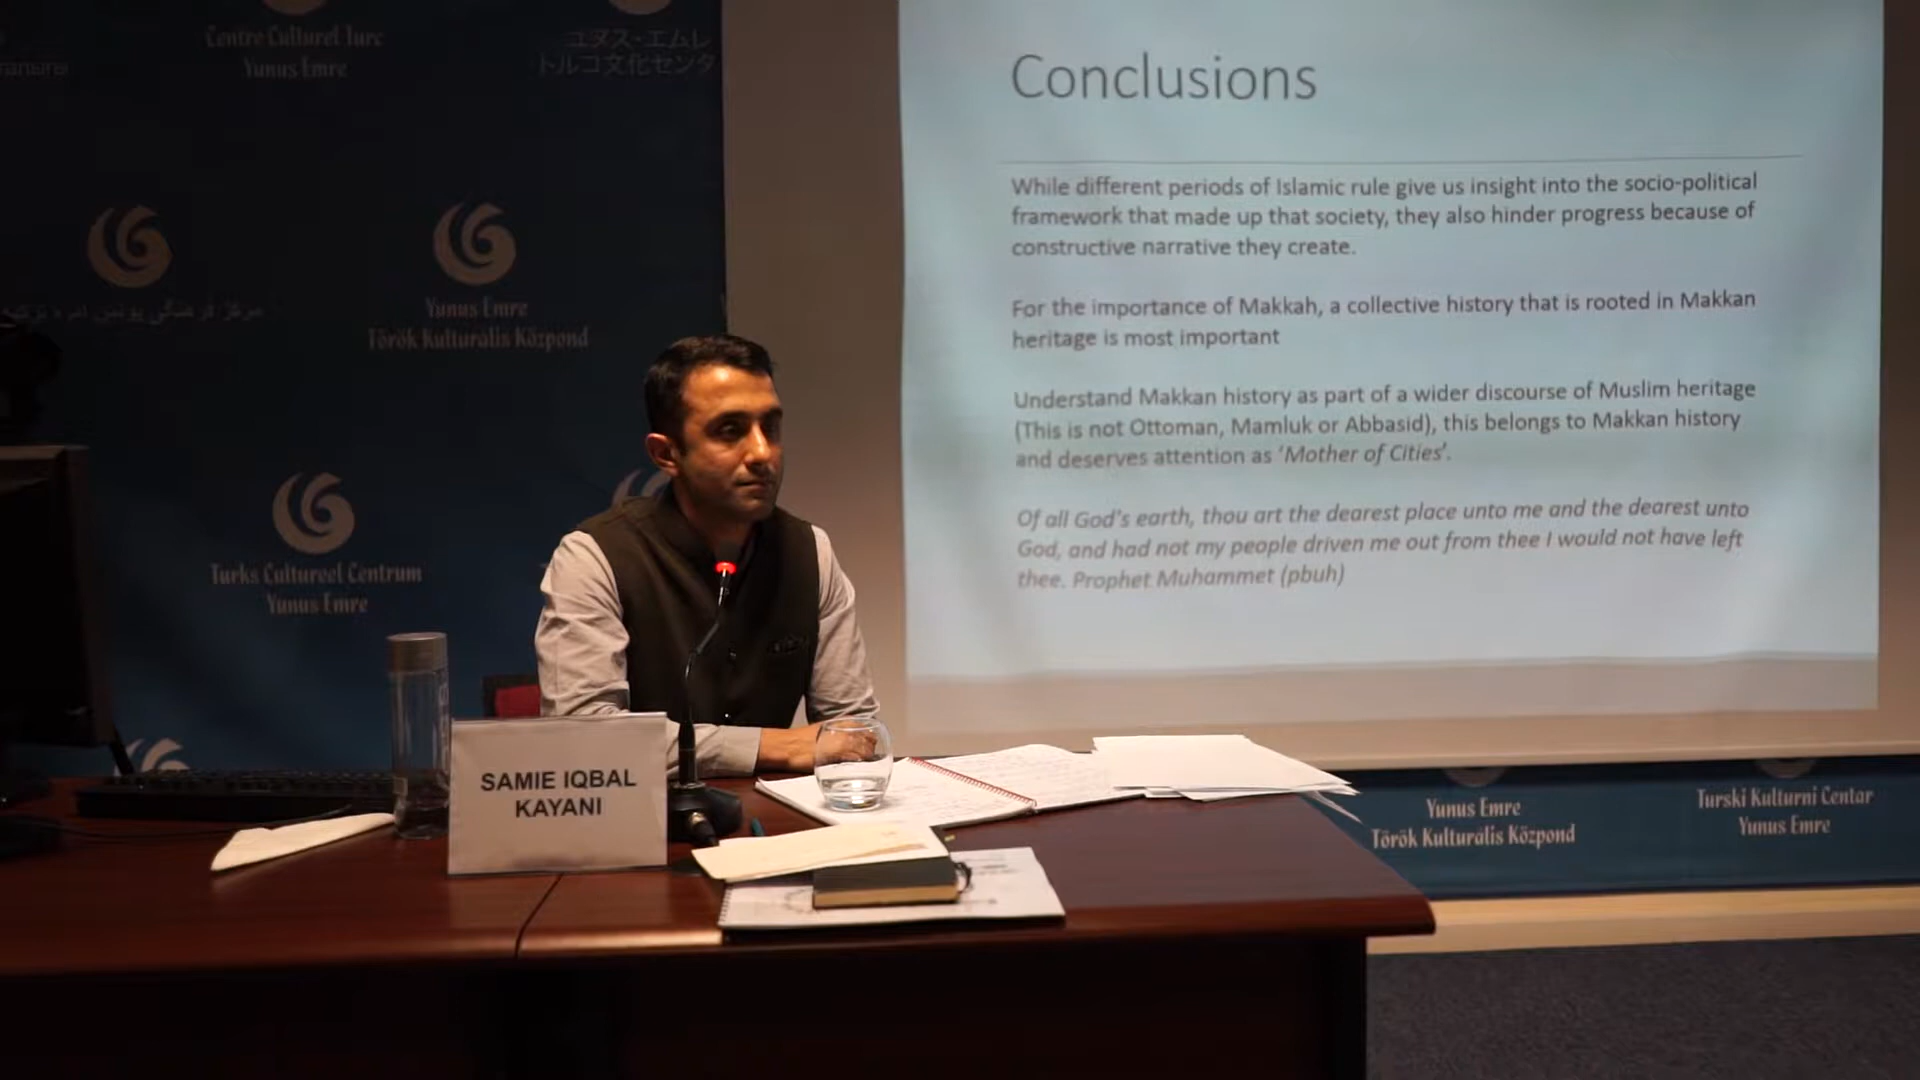 Centre Culturel Turc
Yunus Emre
ユヌス・エムレ
トルコ文化センタ
Yunus Emre
Török Kulturális Központ
Turks Cultureel Centrum
Yunus Emre
SAMIE IQBAL
KAYANI
Conclusions
While different periods of Islamic rule give us insight into the socio-political
framework that made up that society, they also hinder progress because of
constructive narrative they create.
For the importance of Makkah, a collective history that is rooted in Makkan
heritage is most important
Understand Makkan history as part of a wider discourse of Muslim heritage
(This is not Ottoman, Mamluk or Abbasid), this belongs to Makkan history
and deserves attention as ‘Mother of Cities’.
Of all God’s earth, thou art the dearest place unto me and the dearest unto
God, and had not my people driven me out from thee I would not have left
thee. Prophet Muhammet (pbuh)
Yunus Emre
Török Kulturális Központ
Turski Kulturni Centar
Yunus Emre